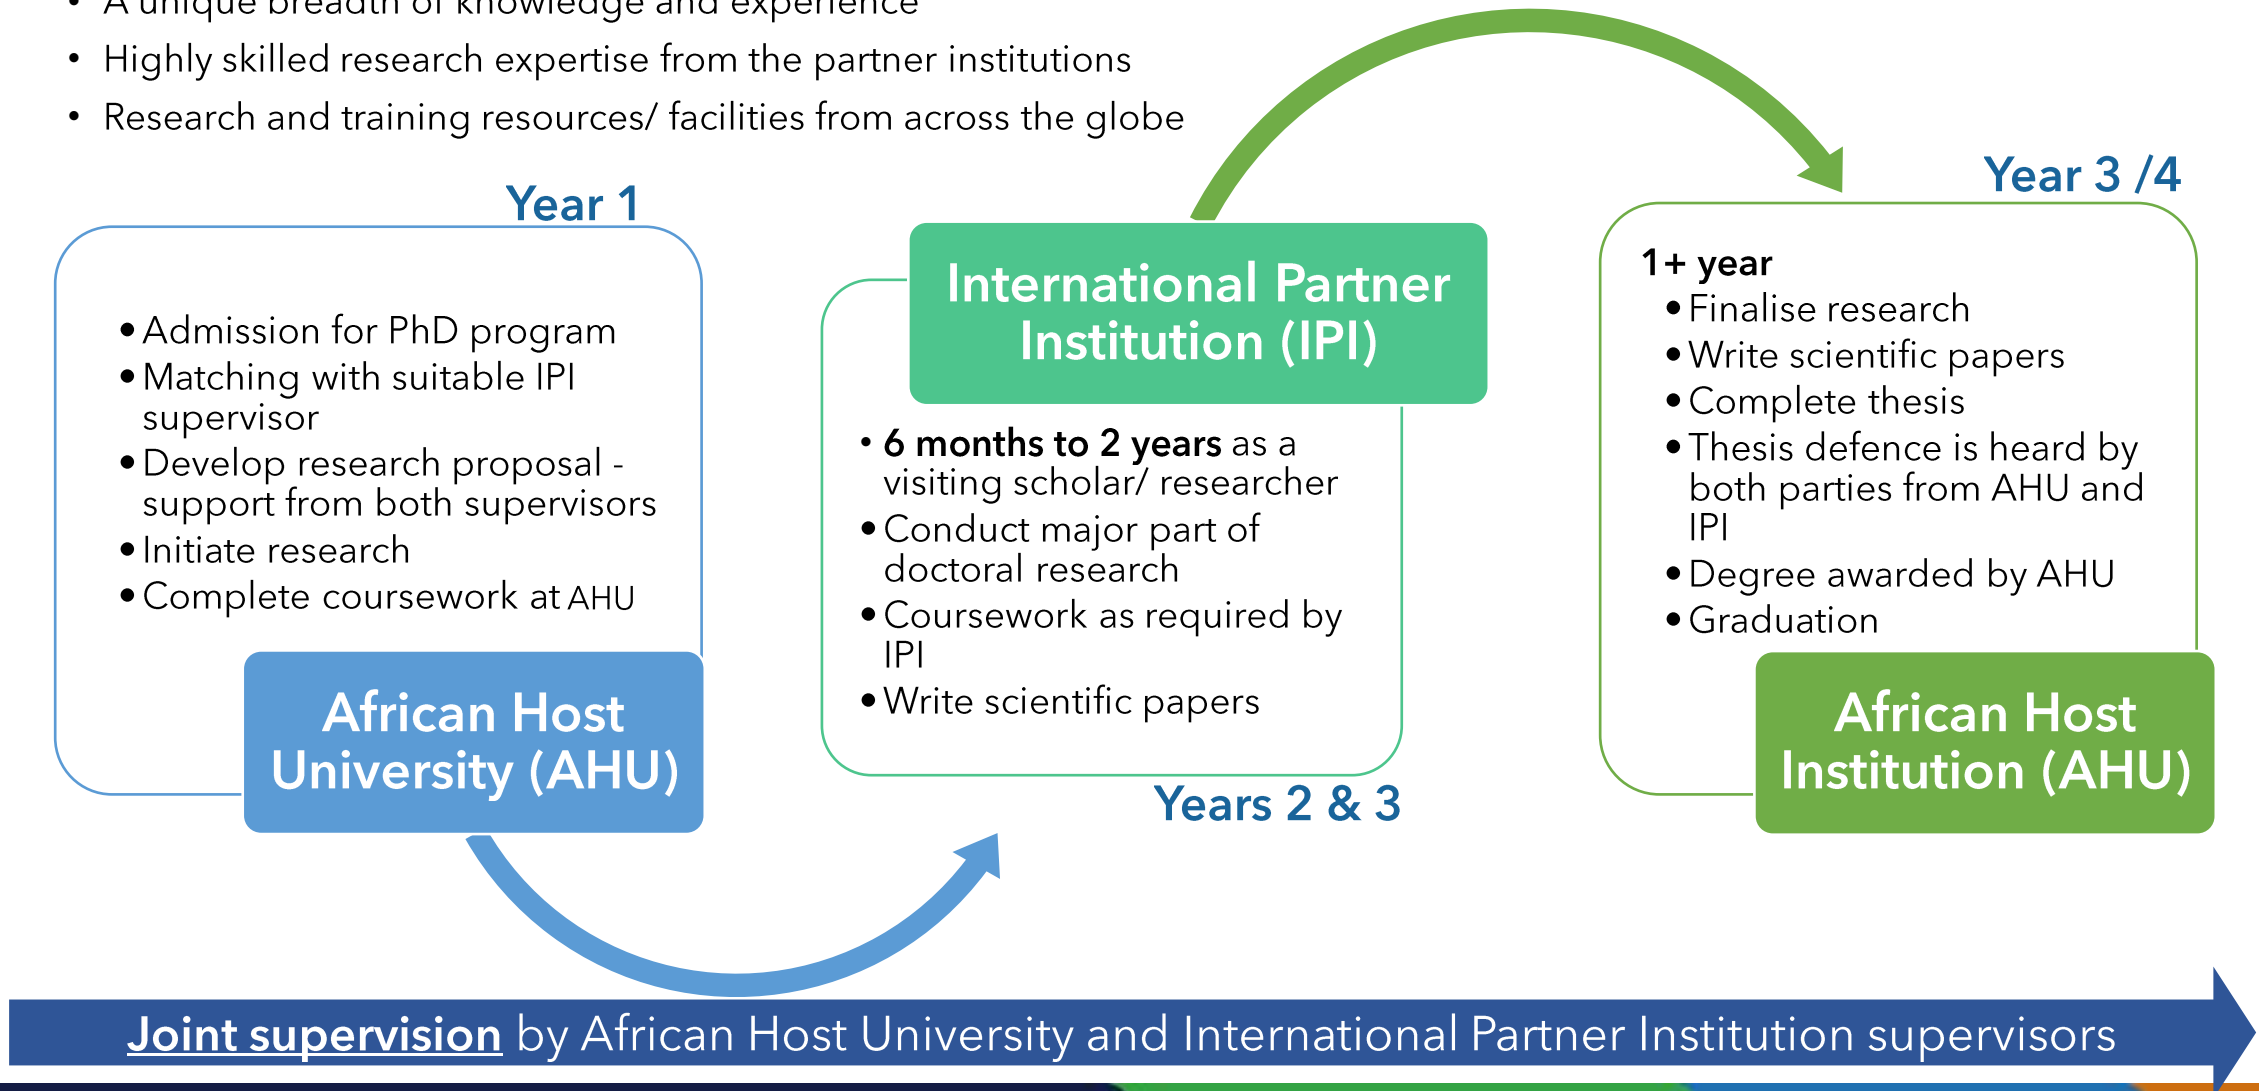 • A unique breadth of knowledge and experience
• Highly skilled research expertise from the partner institutions
• Research and training resources/ facilities from across the globe
Year 1
• Admission for PhD program
• Matching with suitable IPI
supervisor
• Develop research proposal -
support from both supervisors
• Initiate research
• Complete coursework at AHU
African Host
University (AHU)
International Partner
Institution (IPI)
• 6 months to 2 years as a
visiting scholar/ researcher
• Conduct major part of
doctoral research
• Coursework as required by
IPI
• Write scientific papers
Years 2 & 3
Year 3 /4
1+ year
• Finalise research
• Write scientific papers
• Complete thesis
• Thesis defence is heard by
both parties from AHU and
IPI
• Degree awarded by AHU
• Graduation
African Host
Institution (AHU)
Joint supervision by African Host University and International Partner Institution supervisors